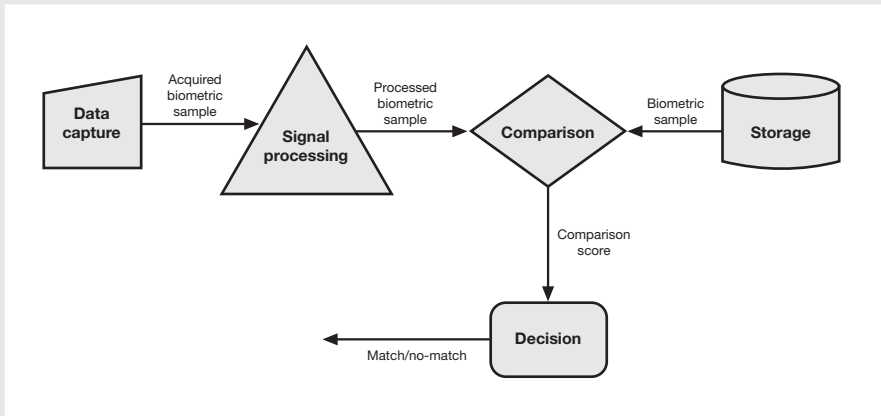 Data
capture
Acquired
biometric
sample
Signal
processing
Processed
biometric
sample
Comparison
Biometric
sample
Storage
Comparison
score
Decision
Match/no-match